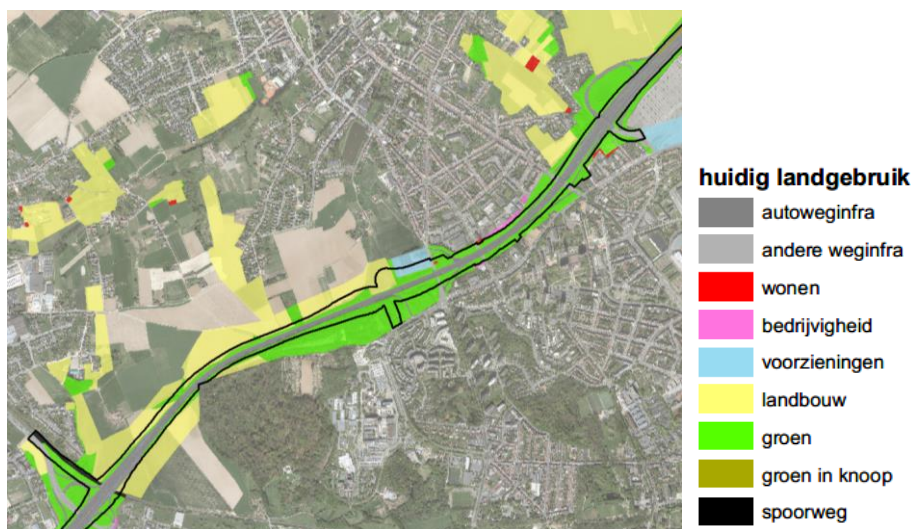 huidig landgebruik
autoweginfra
andere weginfra
wonen
bedrijvigheid
voorzieningen
landbouw
groen
groen in knoop
spoorweg